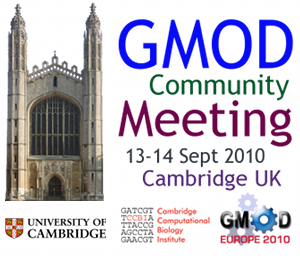 GMOD
Community
Meeting
13-14 Sept 2010
Cambridge UK
UNIVERSITY OF
CAMBRIDGE
GATCGT Cambridge
TCCBIA Computational
TTACCG Biology
AGCCTA Institute
GAACGT
GMOD
EUROPE 2010